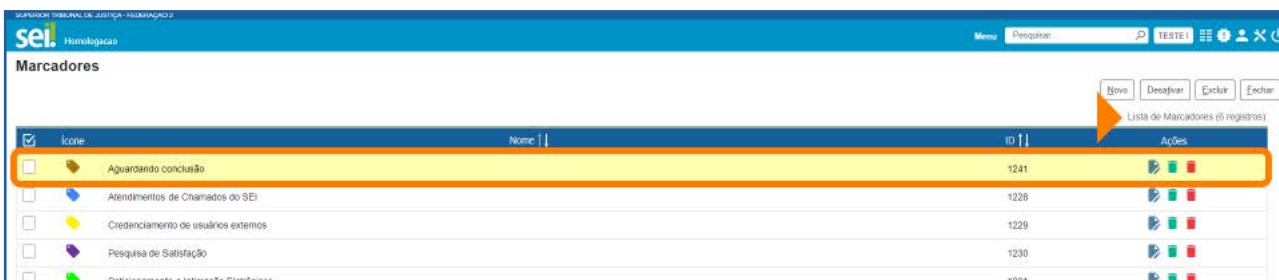 SUPERIOR TRIBUNAL DE JUSTIÇA - FEDERAÇÃO 2
sei. Homologacao Menu Pesquisar... TESTE I
Marcadores
Novo Desativar Excluir Fechar
Lista de Marcadores (6 registros):
Ícone Nome ID Ações
Aguardando conclusão 1241
Atendimentos de Chamados do SEI 1228
Credenciamento de usuários externos 1229
Pesquisa de Satisfação 1230